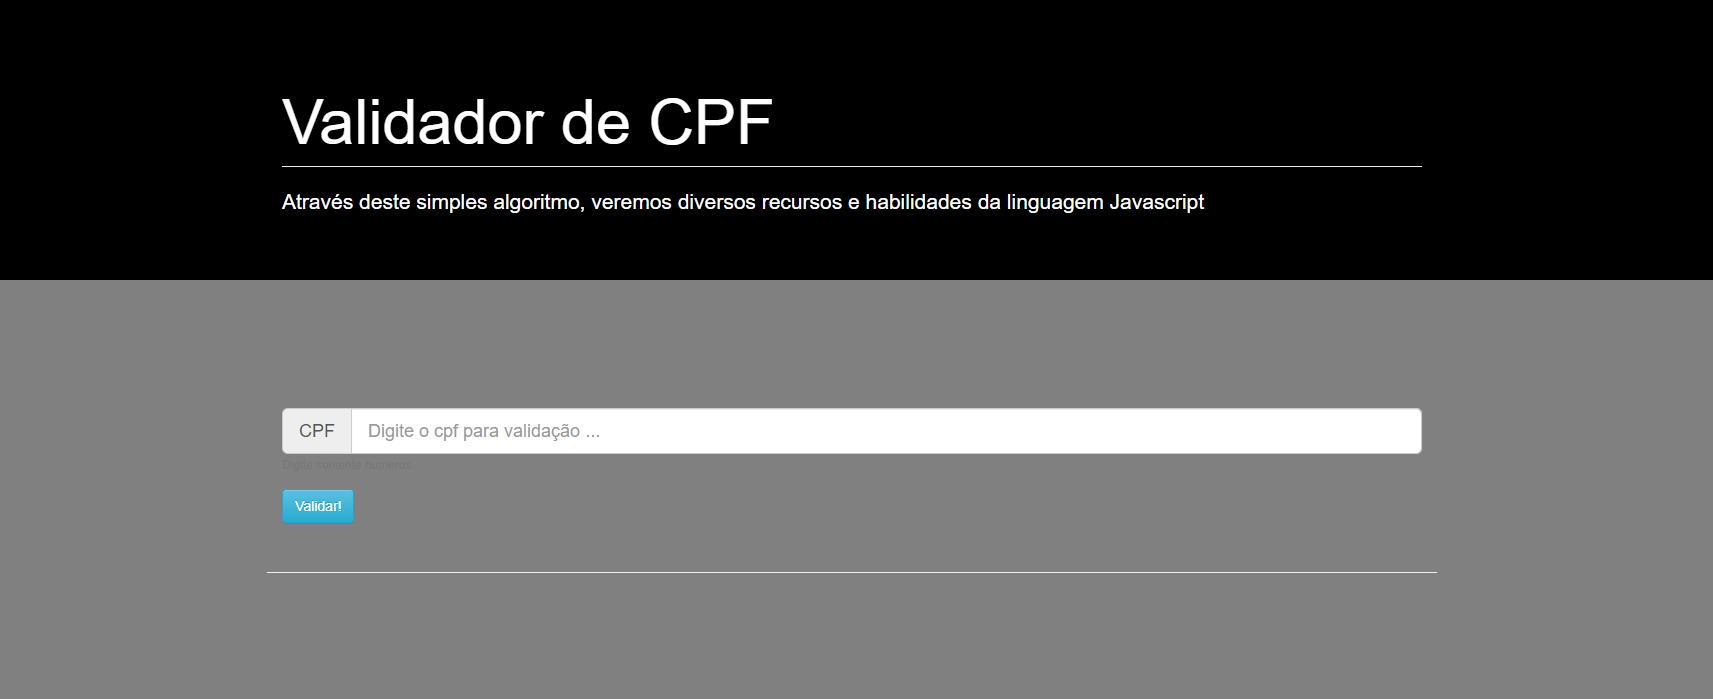 Validador de CPF
Através deste simples algoritmo, veremos diversos recursos e habilidades da linguagem Javascript
CPF Digite o cpf para validação ...
Digite somente números
Validar!